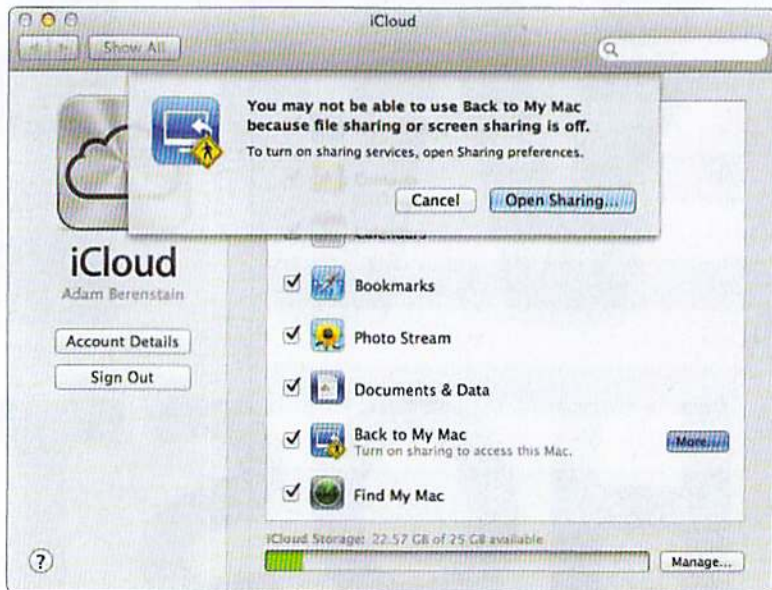 iCloud
Show All
You may not be able to use Back to My Mac
because file sharing or screen sharing is off.
To turn on sharing services, open Sharing preferences.
Cancel
Open Sharing...
Contacts
Calendars
iCloud
Adam Berenstain
Account Details
Sign Out
Bookmarks
Photo Stream
Documents & Data
Back to My Mac
More...
Turn on sharing to access this Mac.
Find My Mac
iCloud Storage: 22.57 GB of 25 GB available
?
Manage...